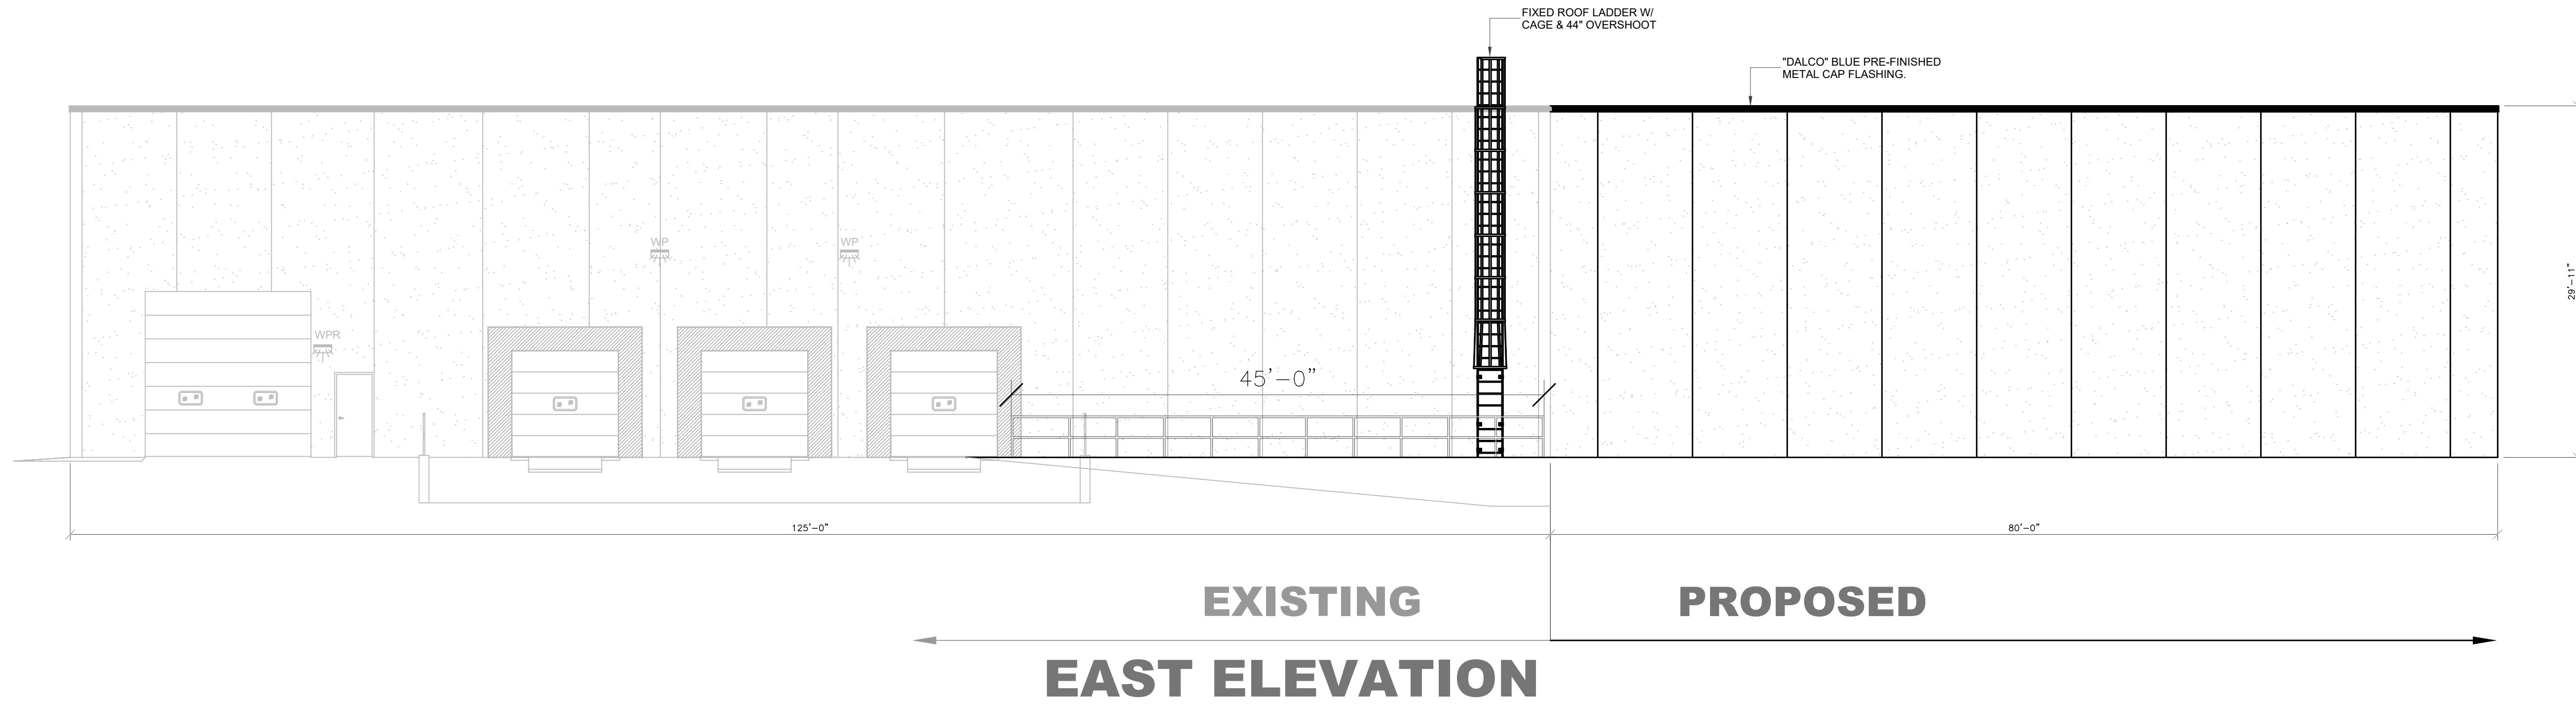 FIXED ROOF LADDER W/
CAGE & 44" OVERSHOOT
"DALCO" BLUE PRE-FINISHED
METAL CAP FLASHING.
WP
WP
WPR
29'-11"
45'-0"
125'-0"
80'-0"
EXISTING
PROPOSED
EAST ELEVATION